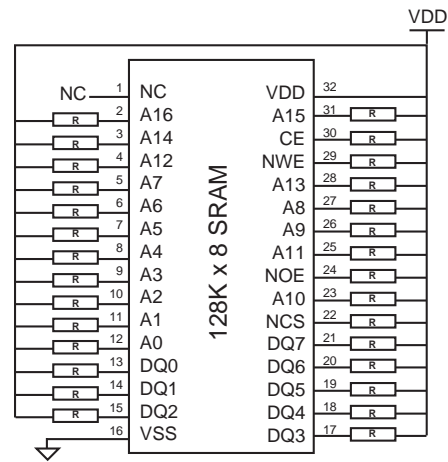 VDD
NC 1 NC VDD 32
R 2 A16 A15 31 R
R 3 A14 CE 30 R
R 4 A12 NWE 29 R
R 5 A7 A13 28 R
R 6 A6 A8 27 R
R 7 A5 A9 26 R
R 8 A4 A11 25 R
R 9 A3 NOE 24 R
R 10 A2 A10 23 R
R 11 A1 NCS 22 R
R 12 A0 DQ7 21 R
R 13 DQ0 DQ6 20 R
R 14 DQ1 DQ5 19 R
R 15 DQ2 DQ4 18 R
16 VSS DQ3 17 R
128K x 8 SRAM